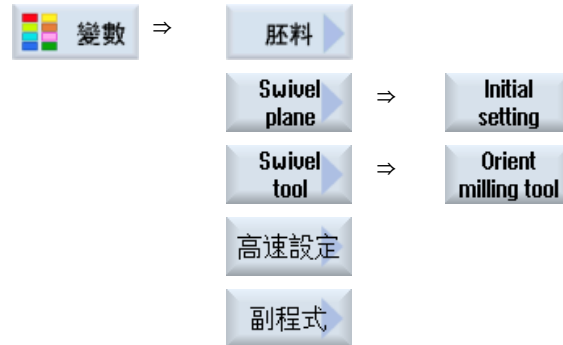 變數 ⇒ 胚料
Swivel plane ⇒ Initial setting
Swivel tool ⇒ Orient milling tool
高速設定
副程式